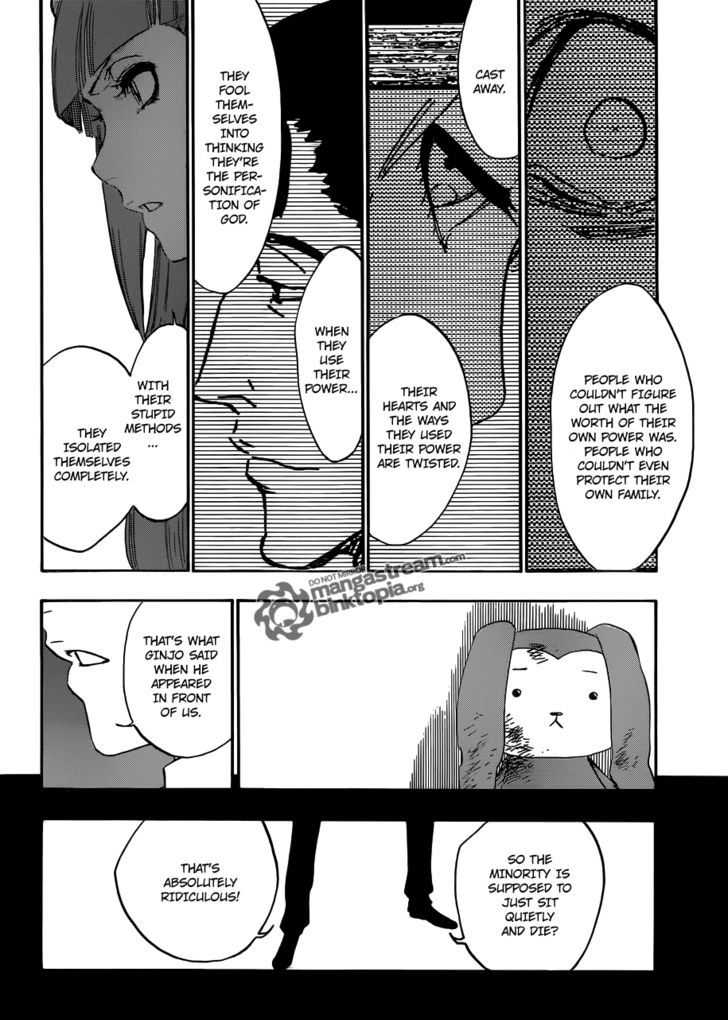 CAST
AWAY.
PEOPLE WHO
COULDN'T FIGURE
OUT WHAT THE
WORTH OF THEIR
OWN POWER WAS.
PEOPLE WHO
COULDN'T EVEN
PROTECT THEIR
OWN FAMILY.
THEIR
HEARTS AND
THE WAYS
THEY USED
THEIR POWER
ARE TWISTED.
WHEN
THEY
USE
THEIR
POWER...
THEY
FOOL
THEM-
SELVES
INTO
THINKING
THEY'RE
THE PER-
SONIFICA-
TION OF
GOD.
WITH
THEIR
STUPID
METHODS
...
THEY
ISOLATED
THEMSELVES
COMPLETELY.
DO NOT MIRROR
mangastream.com
binktopia.org
THAT'S WHAT
GINJO SAID
WHEN HE
APPEARED
IN FRONT
OF US.
SO THE
MINORITY IS
SUPPOSED TO
JUST SIT
QUIETLY
AND DIE?
THAT'S
ABSOLUTELY
RIDICULOUS!